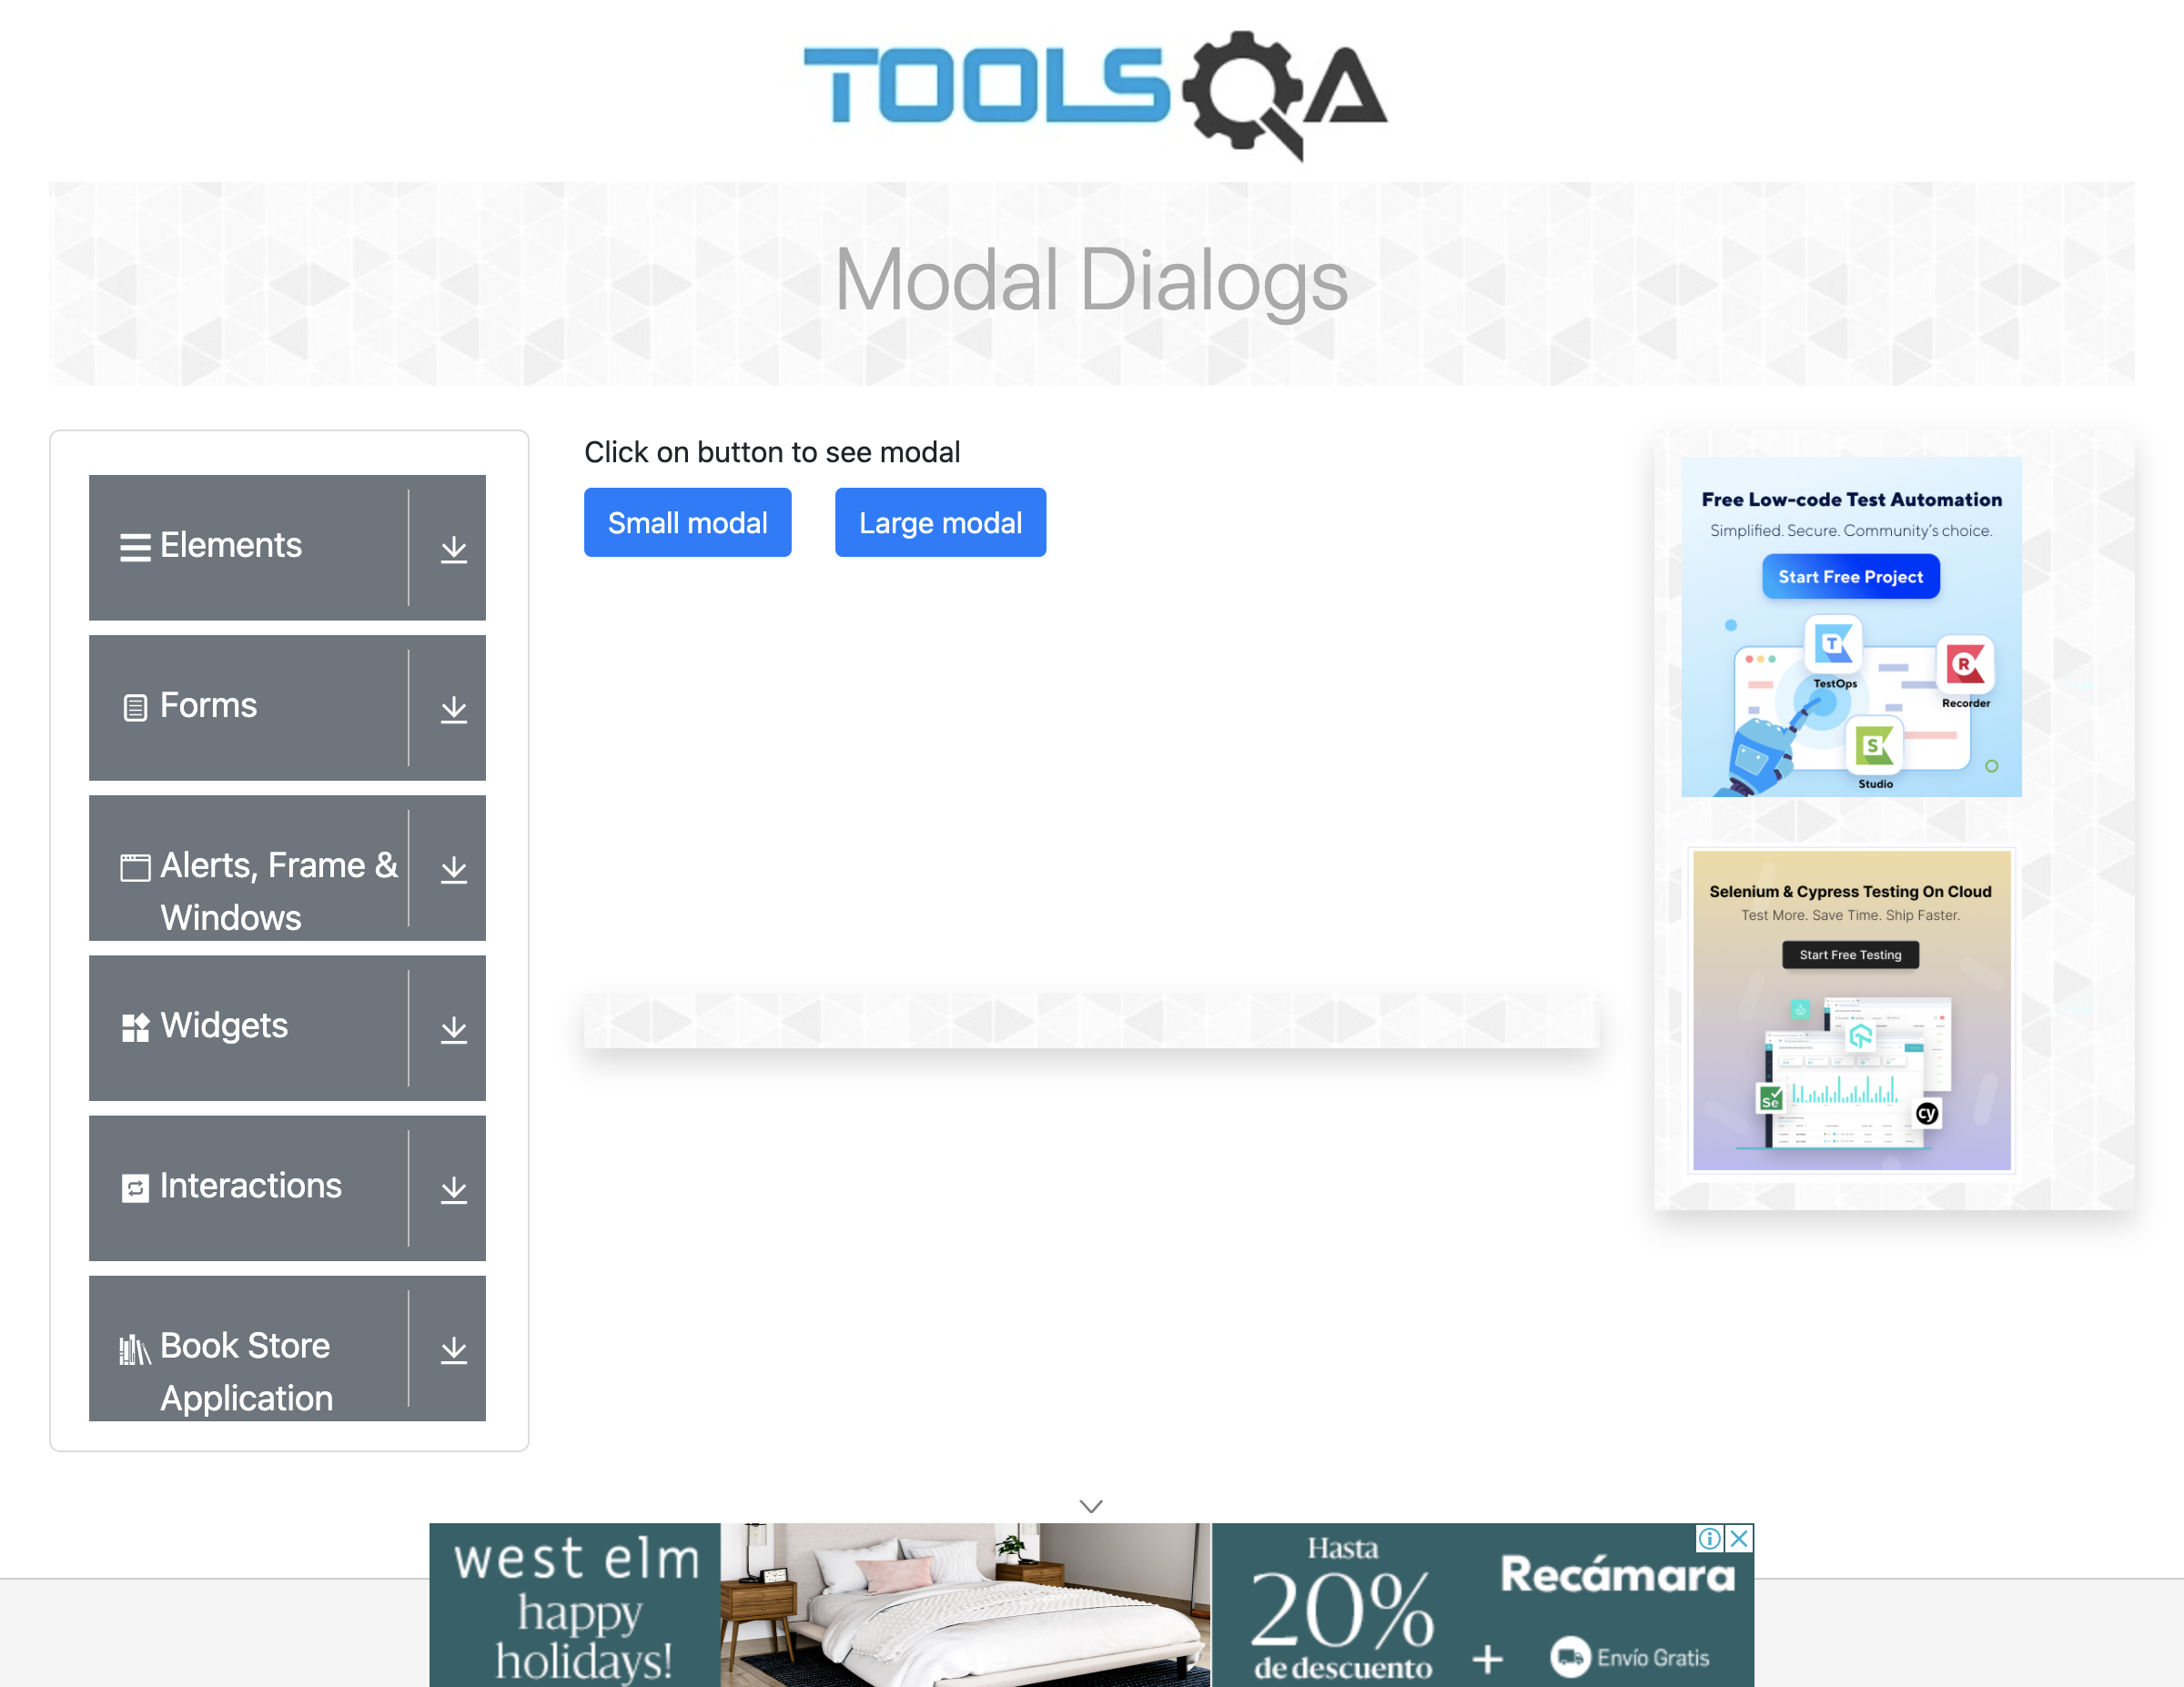 TOOLSQA
Modal Dialogs
Elements
Forms
Alerts, Frame &
Windows
Widgets
Interactions
Book Store
Application
Click on button to see modal
Small modal
Large modal
Free Low-code Test Automation
Simplified. Secure. Community's choice.
Start Free Project
T
TestOps
R
Recorder
S
Studio
Selenium & Cypress Testing On Cloud
Test More. Save Time. Ship Faster.
Start Free Testing
Se
cy
west elm
happy
holidays!
Hasta
20%
de descuento
+
Recámara
Envío Gratis